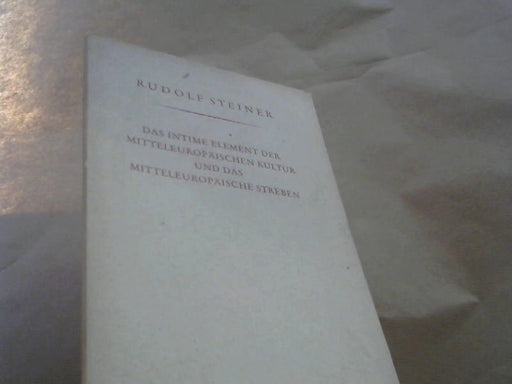 RUDOLF STEINER
DAS INTIME ELEMENT DER
MITTELEUROPÄISCHEN KULTUR
UND DAS
MITTELEUROPÄISCHE STREBEN